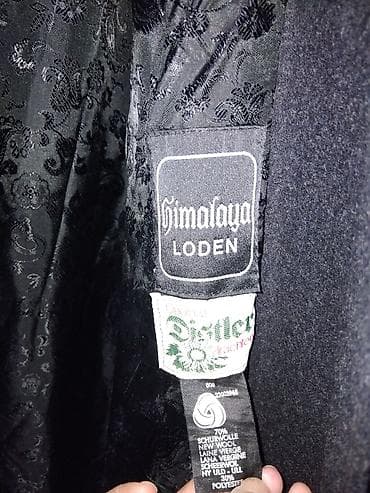 Himalaya
LODEN
Distler
70%
SCHURWOLLE
NEW WOOL
LAINE VIERGE
LANA VERGINE
SCHEERWOL
NY ULD - ULL
30%
POLYESTER